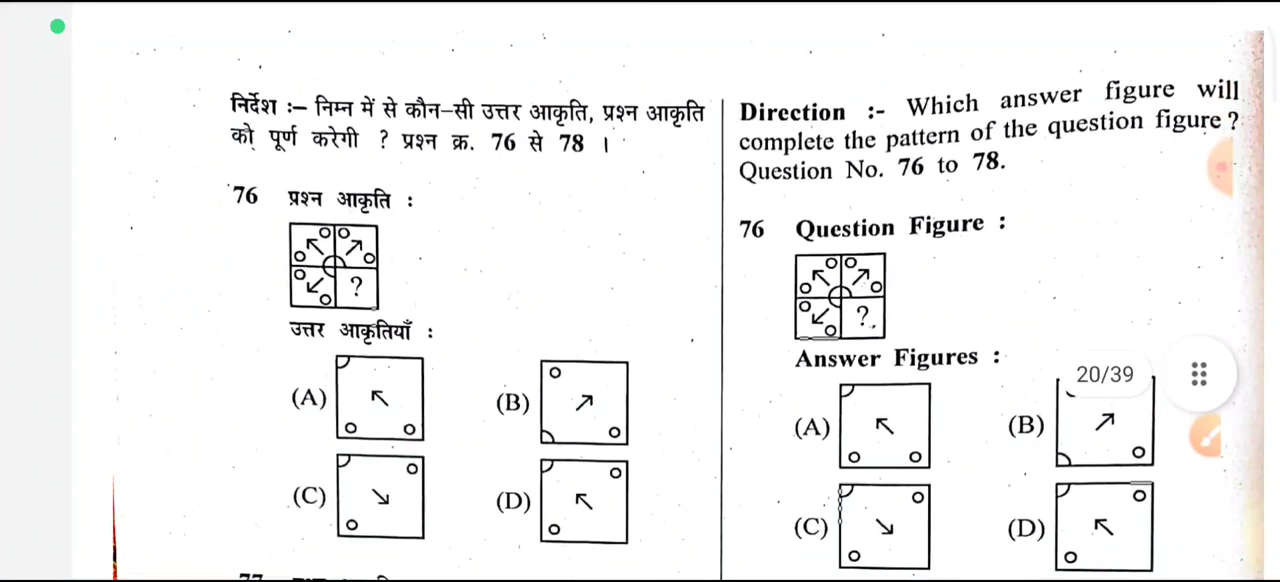 निर्देश :– निम्न में से कौन–सी उत्तर आकृति, प्रश्न आकृति
को पूर्ण करेगी ? प्रश्न क्र. 76 से 78 ।
76 प्रश्न आकृति :
?
उत्तर आकृतियाँ :
(A)
(B)
(C)
(D)
Direction :- Which answer figure will
complete the pattern of the question figure ?
Question No. 76 to 78.
76 Question Figure :
?
Answer Figures :
20/39
(A)
(B)
(C)
(D)